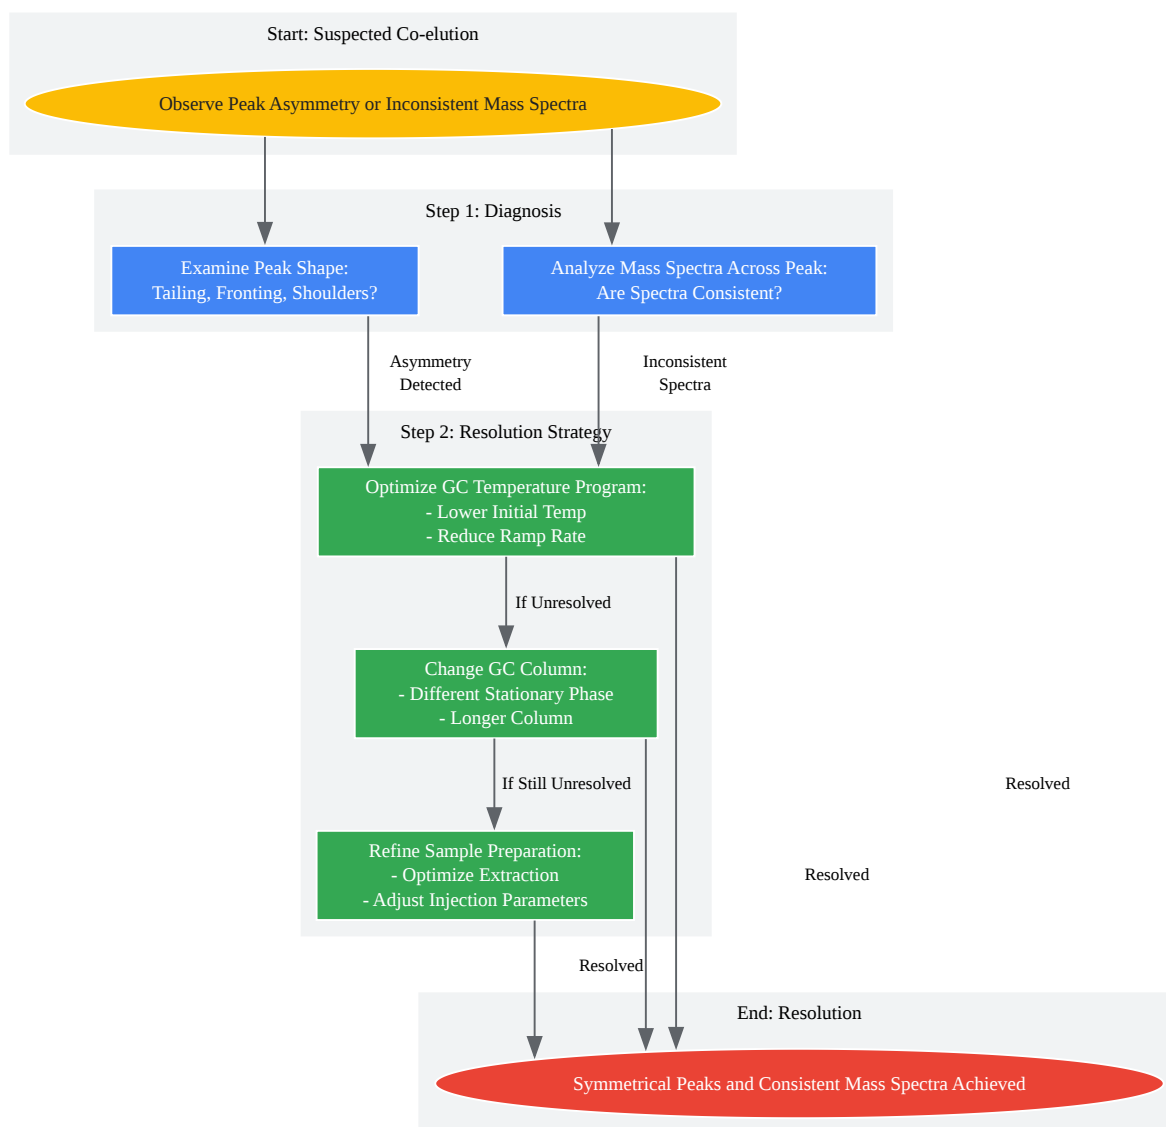 Start: Suspected Co-elution
Observe Peak Asymmetry or Inconsistent Mass Spectra
Step 1: Diagnosis
Examine Peak Shape:
Tailing, Fronting, Shoulders?
Analyze Mass Spectra Across Peak:
Are Spectra Consistent?
Asymmetry
Detected
Inconsistent
Spectra
Step 2: Resolution Strategy
Optimize GC Temperature Program:
- Lower Initial Temp
- Reduce Ramp Rate
If Unresolved
Change GC Column:
- Different Stationary Phase
- Longer Column
If Still Unresolved
Resolved
Refine Sample Preparation:
- Optimize Extraction
- Adjust Injection Parameters
Resolved
Resolved
End: Resolution
Symmetrical Peaks and Consistent Mass Spectra Achieved